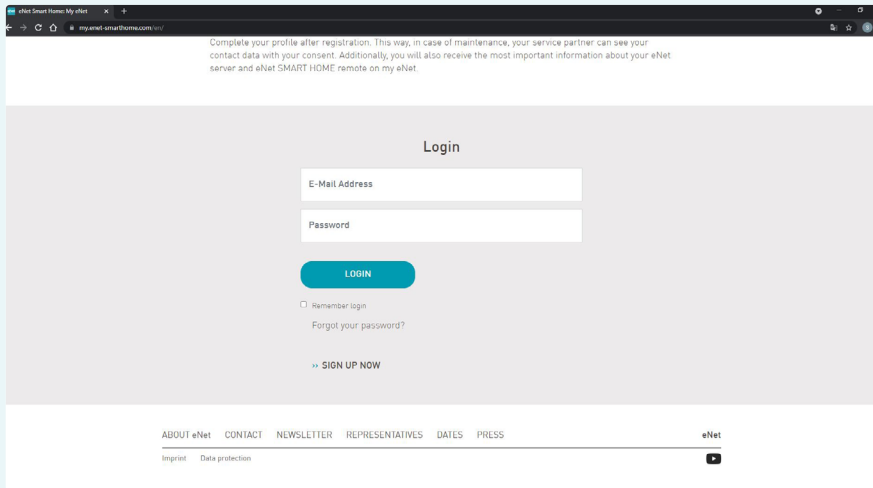 eNet Smart Home: My eNet
my.enet-smarthome.com/en/
Complete your profile after registration. This way, in case of maintenance, your service partner can see your
contact data with your consent. Additionally, you will also receive the most important information about your eNet
server and eNet SMART HOME remote on my eNet.
Login
E-Mail Address
Password
LOGIN
Remember login
Forgot your password?
›› SIGN UP NOW
ABOUT eNet CONTACT NEWSLETTER REPRESENTATIVES DATES PRESS eNet
Imprint Data protection